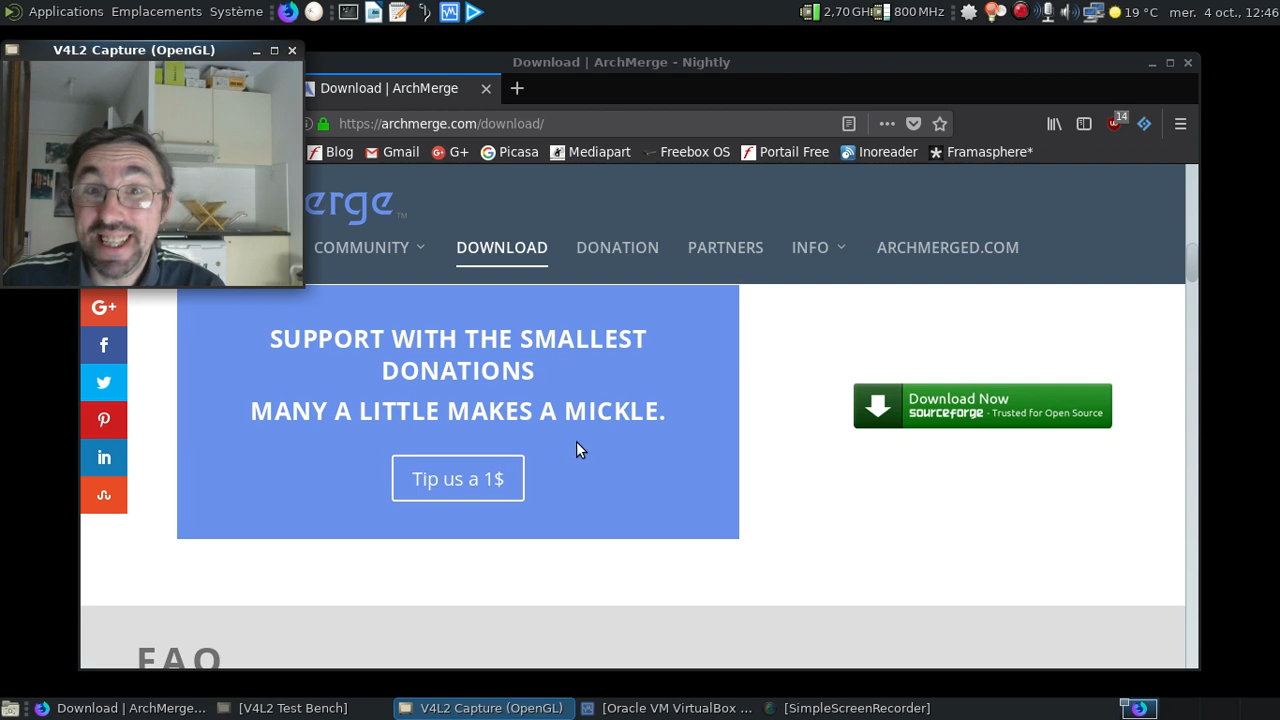 Applications Emplacements Système
2,70 GHz 800 MHz 19 °C mer. 4 oct., 12:46
V4L2 Capture (OpenGL)
Download | ArchMerge - Nightly
Download | ArchMerge
https://archmerge.com/download/
14
Blog Gmail G+ Picasa Mediapart Freebox OS Portail Free Inoreader Framasphere*
erge™
COMMUNITY DOWNLOAD DONATION PARTNERS INFO ARCHMERGED.COM
G+
SUPPORT WITH THE SMALLEST
DONATIONS
MANY A LITTLE MAKES A MICKLE.
Tip us a 1$
Download Now
sourceforge - Trusted for Open Source
FAQ
Download | ArchMerge... [V4L2 Test Bench] V4L2 Capture (OpenGL) [Oracle VM VirtualBox ... [SimpleScreenRecorder]